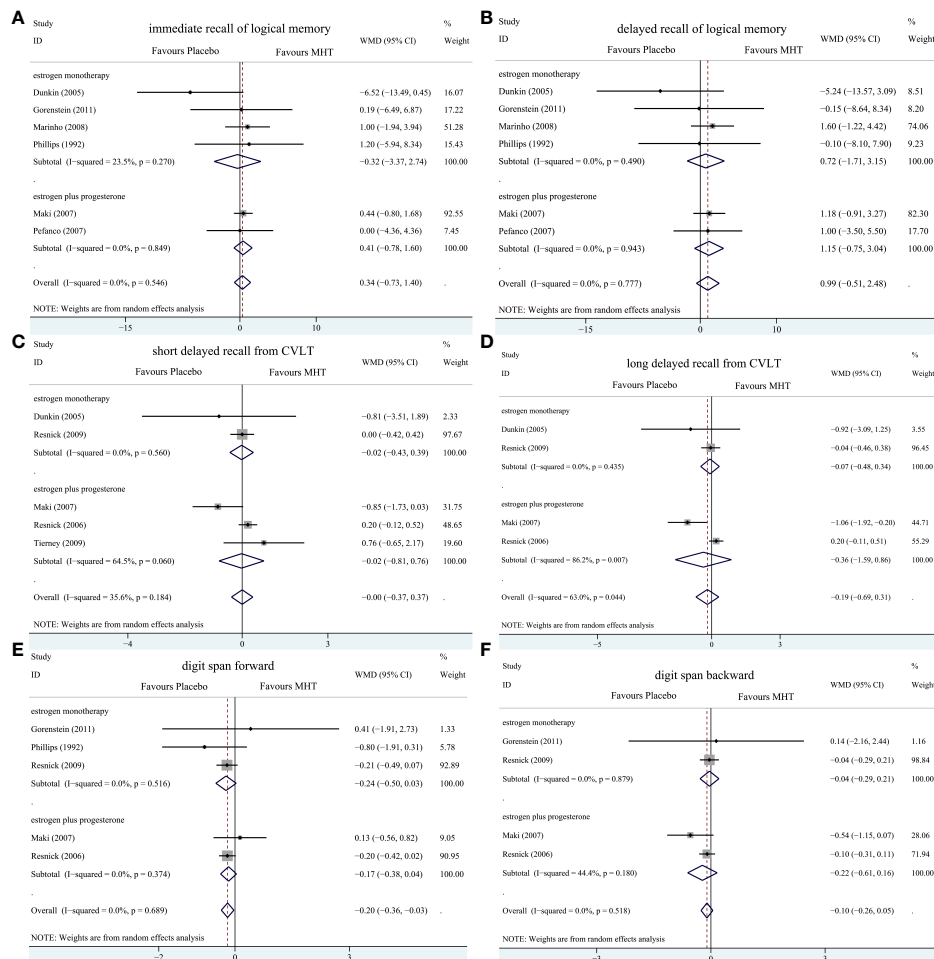 A
Study %
immediate recall of logical memory
ID WMD (95% CI) Weight
Favours Placebo Favours MHT
estrogen monotherapy
Dunkin (2005) −6.52 (−13.49, 0.45) 16.07
Gorenstein (2011) 0.19 (−6.49, 6.87) 17.22
Marinho (2008) 1.00 (−1.94, 3.94) 51.28
Phillips (1992) 1.20 (−5.94, 8.34) 15.43
Subtotal (I−squared = 23.5%, p = 0.270) −0.32 (−3.37, 2.74) 100.00
.
estrogen plus progesterone
Maki (2007) 0.44 (−0.80, 1.68) 92.55
Pefanco (2007) 0.00 (−4.36, 4.36) 7.45
Subtotal (I−squared = 0.0%, p = 0.849) 0.41 (−0.78, 1.60) 100.00
.
Overall (I−squared = 0.0%, p = 0.546) 0.34 (−0.73, 1.40) .
NOTE: Weights are from random effects analysis
−15 0 10
B
Study %
delayed recall of logical memory
ID WMD (95% CI) Weight
Favours Placebo Favours MHT
estrogen monotherapy
Dunkin (2005) −5.24 (−13.57, 3.09) 8.51
Gorenstein (2011) −0.15 (−8.64, 8.34) 8.20
Marinho (2008) 1.60 (−1.22, 4.42) 74.06
Phillips (1992) −0.10 (−8.10, 7.90) 9.23
Subtotal (I−squared = 0.0%, p = 0.490) 0.72 (−1.71, 3.15) 100.00
.
estrogen plus progesterone
Maki (2007) 1.18 (−0.91, 3.27) 82.30
Pefanco (2007) 1.00 (−3.50, 5.50) 17.70
Subtotal (I−squared = 0.0%, p = 0.943) 1.15 (−0.75, 3.04) 100.00
.
Overall (I−squared = 0.0%, p = 0.777) 0.99 (−0.51, 2.48) .
NOTE: Weights are from random effects analysis
−15 0 10
C
Study %
short delayed recall from CVLT
ID WMD (95% CI) Weight
Favours Placebo Favours MHT
estrogen monotherapy
Dunkin (2005) −0.81 (−3.51, 1.89) 2.33
Resnick (2009) 0.00 (−0.42, 0.42) 97.67
Subtotal (I−squared = 0.0%, p = 0.560) −0.02 (−0.43, 0.39) 100.00
.
estrogen plus progesterone
Maki (2007) −0.85 (−1.73, 0.03) 31.75
Resnick (2006) 0.20 (−0.12, 0.52) 48.65
Tierney (2009) 0.76 (−0.65, 2.17) 19.60
Subtotal (I−squared = 64.5%, p = 0.060) −0.02 (−0.81, 0.76) 100.00
.
Overall (I−squared = 35.6%, p = 0.184) −0.00 (−0.37, 0.37) .
NOTE: Weights are from random effects analysis
−4 0 3
D
Study %
long delayed recall from CVLT
ID WMD (95% CI) Weight
Favours Placebo Favours MHT
estrogen monotherapy
Dunkin (2005) −0.92 (−3.09, 1.25) 3.55
Resnick (2009) −0.04 (−0.46, 0.38) 96.45
Subtotal (I−squared = 0.0%, p = 0.435) −0.07 (−0.48, 0.34) 100.00
.
estrogen plus progesterone
Maki (2007) −1.06 (−1.92, −0.20) 44.71
Resnick (2006) 0.20 (−0.11, 0.51) 55.29
Subtotal (I−squared = 86.2%, p = 0.007) −0.36 (−1.59, 0.86) 100.00
.
Overall (I−squared = 63.0%, p = 0.044) −0.19 (−0.69, 0.31) .
NOTE: Weights are from random effects analysis
−5 0 3
E
Study %
digit span forward
ID WMD (95% CI) Weight
Favours Placebo Favours MHT
estrogen monotherapy
Gorenstein (2011) 0.41 (−1.91, 2.73) 1.33
Phillips (1992) −0.80 (−1.91, 0.31) 5.78
Resnick (2009) −0.21 (−0.49, 0.07) 92.89
Subtotal (I−squared = 0.0%, p = 0.516) −0.24 (−0.50, 0.03) 100.00
.
estrogen plus progesterone
Maki (2007) 0.13 (−0.56, 0.82) 9.05
Resnick (2006) −0.20 (−0.42, 0.02) 90.95
Subtotal (I−squared = 0.0%, p = 0.374) −0.17 (−0.38, 0.04) 100.00
.
Overall (I−squared = 0.0%, p = 0.689) −0.20 (−0.36, −0.03) .
NOTE: Weights are from random effects analysis
−2 0 3
F
Study %
digit span backward
ID WMD (95% CI) Weight
Favours Placebo Favours MHT
estrogen monotherapy
Gorenstein (2011) 0.14 (−2.16, 2.44) 1.16
Resnick (2009) −0.04 (−0.29, 0.21) 98.84
Subtotal (I−squared = 0.0%, p = 0.879) −0.04 (−0.29, 0.21) 100.00
.
estrogen plus progesterone
Maki (2007) −0.54 (−1.15, 0.07) 28.06
Resnick (2006) −0.10 (−0.31, 0.11) 71.94
Subtotal (I−squared = 44.4%, p = 0.180) −0.22 (−0.61, 0.16) 100.00
.
Overall (I−squared = 0.0%, p = 0.518) −0.10 (−0.26, 0.05) .
NOTE: Weights are from random effects analysis
−3 0 3